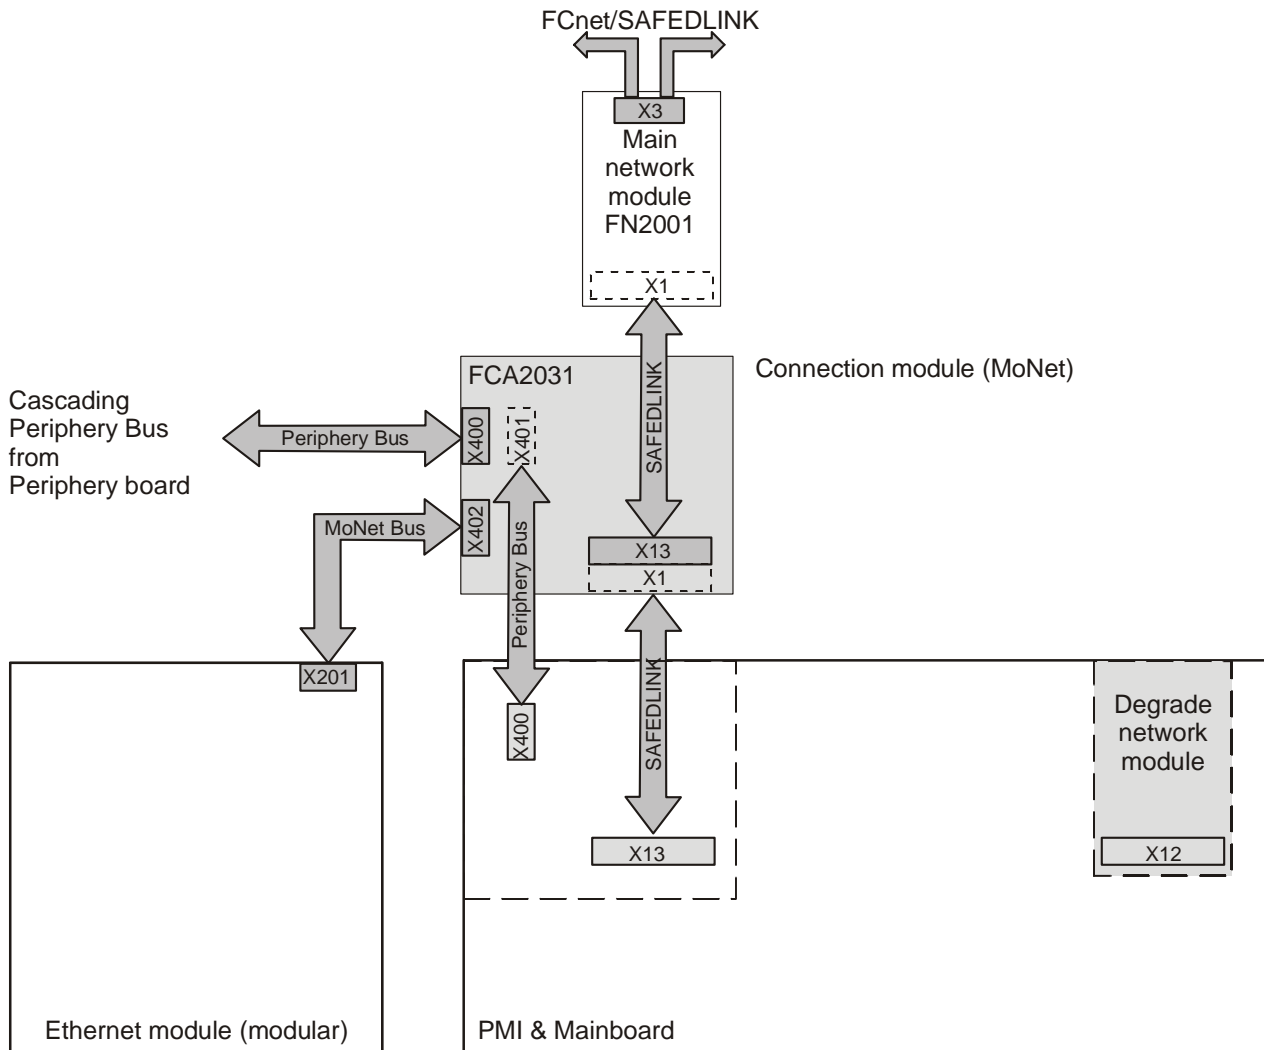 FCnet/SAFEDLINK
X3
Main
network
module
FN2001
X1
FCA2031
Connection module (MoNet)
SAFEDLINK
Cascading
Periphery Bus
from
Periphery board
Periphery Bus
X400
X401
MoNet Bus
X402
Periphery Bus
X13
X1
X201
X400
SAFEDLINK
X13
Degrade
network
module
X12
Ethernet module (modular)
PMI & Mainboard